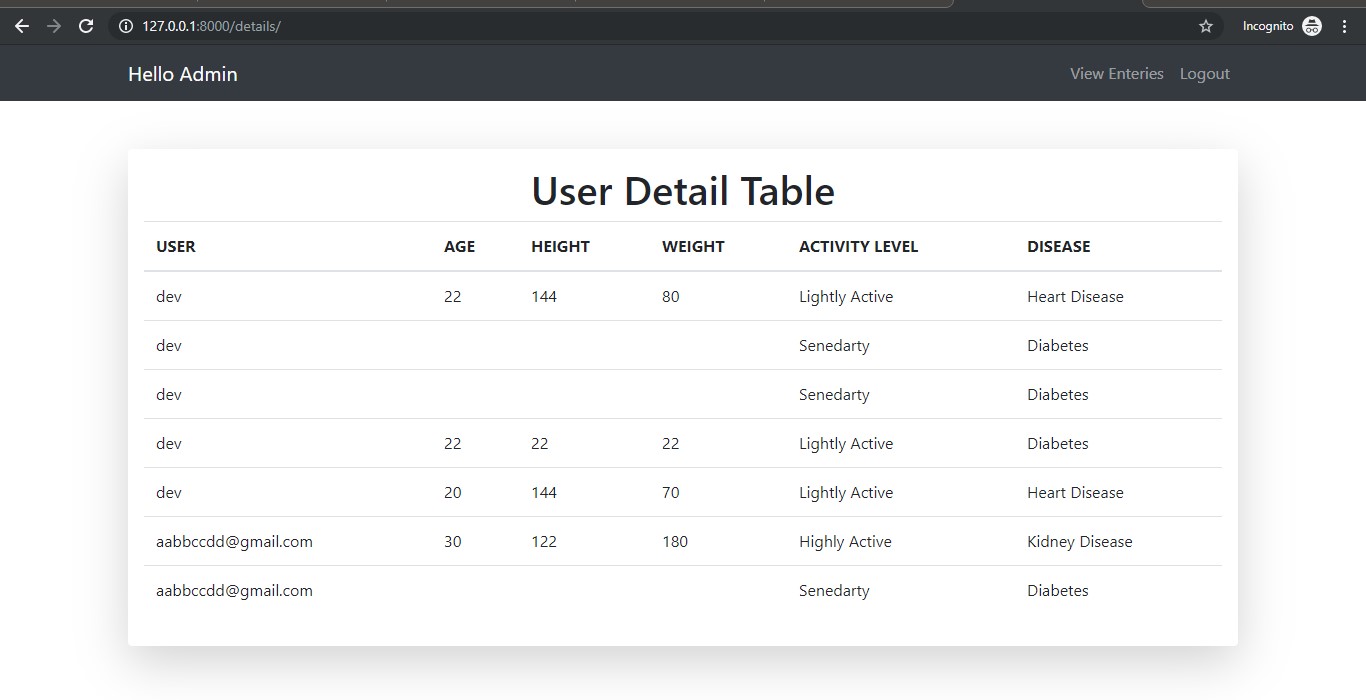 127.0.0.1:8000/details/ Incognito
Hello Admin View Enteries Logout
User Detail Table
USER AGE HEIGHT WEIGHT ACTIVITY LEVEL DISEASE
dev 22 144 80 Lightly Active Heart Disease
dev Senedarty Diabetes
dev Senedarty Diabetes
dev 22 22 22 Lightly Active Diabetes
dev 20 144 70 Lightly Active Heart Disease
aabbccdd@gmail.com 30 122 180 Highly Active Kidney Disease
aabbccdd@gmail.com Senedarty Diabetes